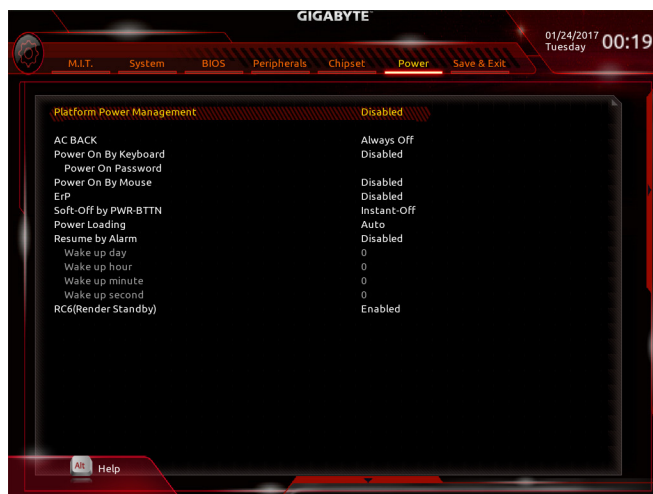 GIGABYTE™
01/24/2017 Tuesday 00:19
M.I.T. System BIOS Peripherals Chipset Power Save & Exit
Platform Power Management Disabled
AC BACK Always Off
Power On By Keyboard Disabled
Power On Password
Power On By Mouse Disabled
ErP Disabled
Soft-Off by PWR-BTTN Instant-Off
Power Loading Auto
Resume by Alarm Disabled
Wake up day 0
Wake up hour 0
Wake up minute 0
Wake up second 0
RC6(Render Standby) Enabled
Alt Help